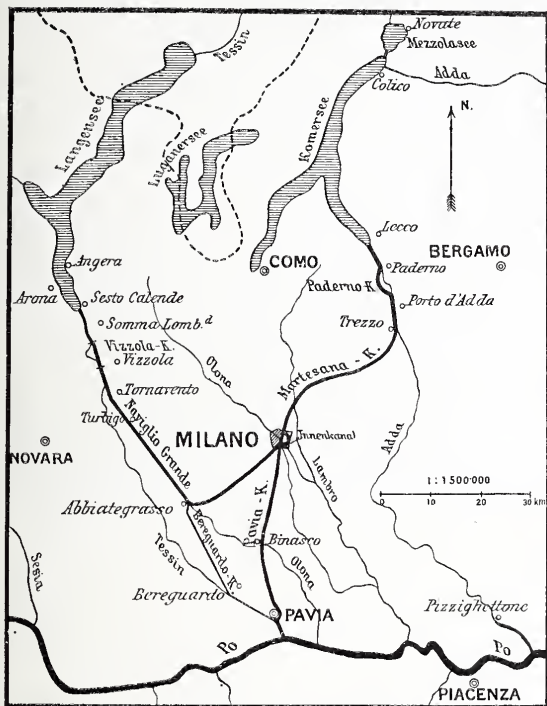 Novate
Mezzolasee
Tessin
Adda
Colico
Langensee
Luganersee
Komersee
N.
Lecco
BERGAMO
Angera
COMO
Paderno
Arona
Paderno-K.
Sesto Calende
Porto d'Adda
Somma Lomb.d
Trezzo
Vizzola-K.
Vizzola
Olona
Martesana-K.
Tornavento
Turbigo
Naviglio Grande
MILANO
Innenkanal
Adda
NOVARA
Lambro
1:1500·000
0 10 20 30 km
Abbiategrasso
Bereguardo-K.
Pavia-K.
Binasco
Sesia
Tessin
Olona
Bereguardo
PAVIA
Pizzighettone
Po
Po
PIACENZA